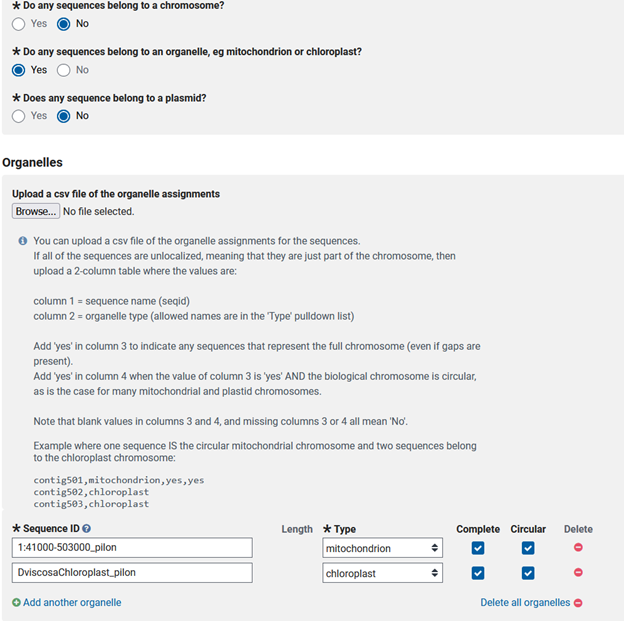 * Do any sequences belong to a chromosome?
Yes No
* Do any sequences belong to an organelle, eg mitochondrion or chloroplast?
Yes No
* Does any sequence belong to a plasmid?
Yes No
Organelles
Upload a csv file of the organelle assignments
Browse... No file selected.
You can upload a csv file of the organelle assignments for the sequences.
If all of the sequences are unlocalized, meaning that they are just part of the chromosome, then
upload a 2-column table where the values are:
column 1 = sequence name (seqid)
column 2 = organelle type (allowed names are in the 'Type' pulldown list)
Add 'yes' in column 3 to indicate any sequences that represent the full chromosome (even if gaps are
present).
Add 'yes' in column 4 when the value of column 3 is 'yes' AND the biological chromosome is circular,
as is the case for many mitochondrial and plastid chromosomes.
Note that blank values in columns 3 and 4, and missing columns 3 or 4 all mean 'No'.
Example where one sequence IS the circular mitochondrial chromosome and two sequences belong
to the chloroplast chromosome:
contig501,mitochondrion,yes,yes
contig502,chloroplast
contig503,chloroplast
* Sequence ID ? Length * Type Complete Circular Delete
1:41000-503000_pilon mitochondrion
DviscosaChloroplast_pilon chloroplast
Add another organelle Delete all organelles